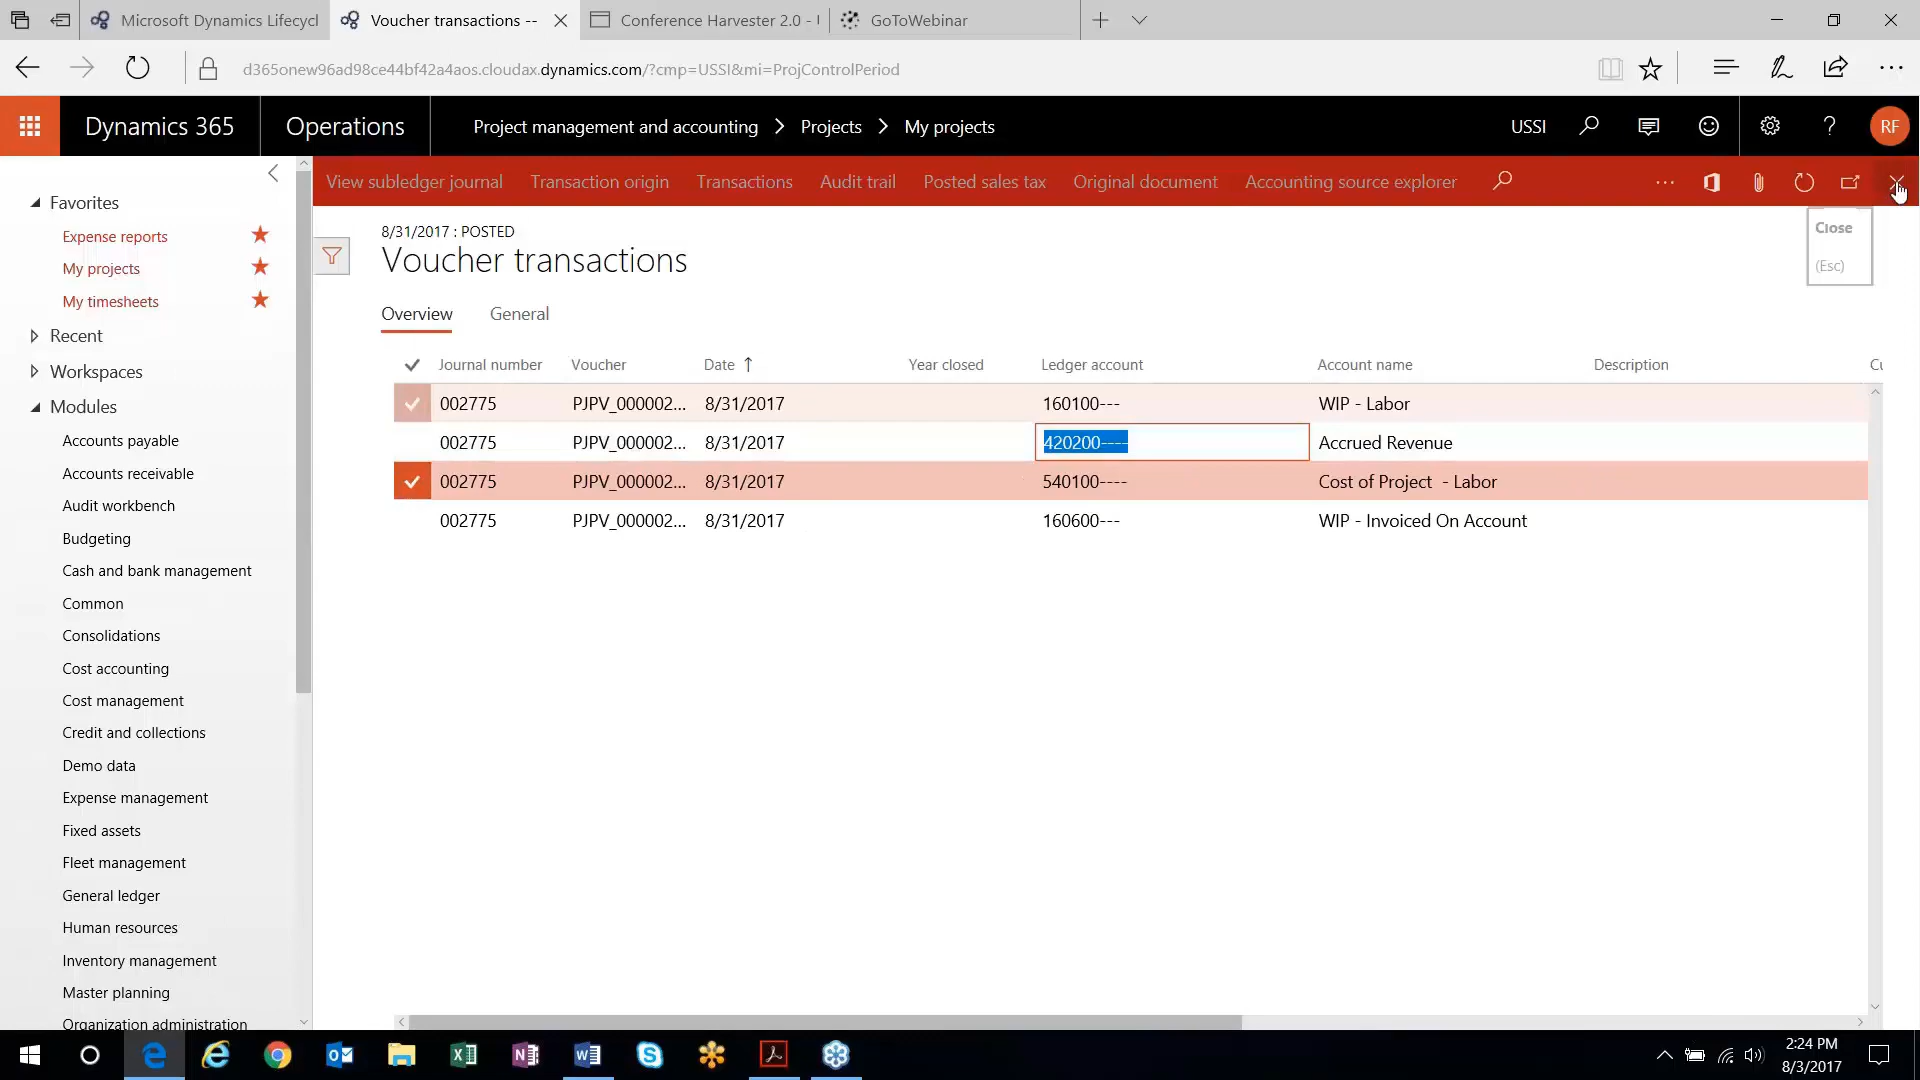 Microsoft Dynamics Lifecycl
Voucher transactions --
Conference Harvester 2.0 -
GoToWebinar
d365onew96ad98ce44bf42a4aos.cloudax.dynamics.com/?cmp=USSI&mi=ProjControlPeriod
Dynamics 365 Operations Project management and accounting > Projects > My projects USSI ? RF
View subledger journal Transaction origin Transactions Audit trail Posted sales tax Original document Accounting source explorer ...
Close
(Esc)
Favorites
Expense reports
My projects
My timesheets
Recent
Workspaces
Modules
Accounts payable
Accounts receivable
Audit workbench
Budgeting
Cash and bank management
Common
Consolidations
Cost accounting
Cost management
Credit and collections
Demo data
Expense management
Fixed assets
Fleet management
General ledger
Human resources
Inventory management
Master planning
Organization administration
8/31/2017 : POSTED
Voucher transactions
Overview General
Journal number Voucher Date Year closed Ledger account Account name Description Cu
002775 PJPV_000002... 8/31/2017 160100--- WIP - Labor
002775 PJPV_000002... 8/31/2017 420200---- Accrued Revenue
002775 PJPV_000002... 8/31/2017 540100---- Cost of Project - Labor
002775 PJPV_000002... 8/31/2017 160600--- WIP - Invoiced On Account
2:24 PM
8/3/2017